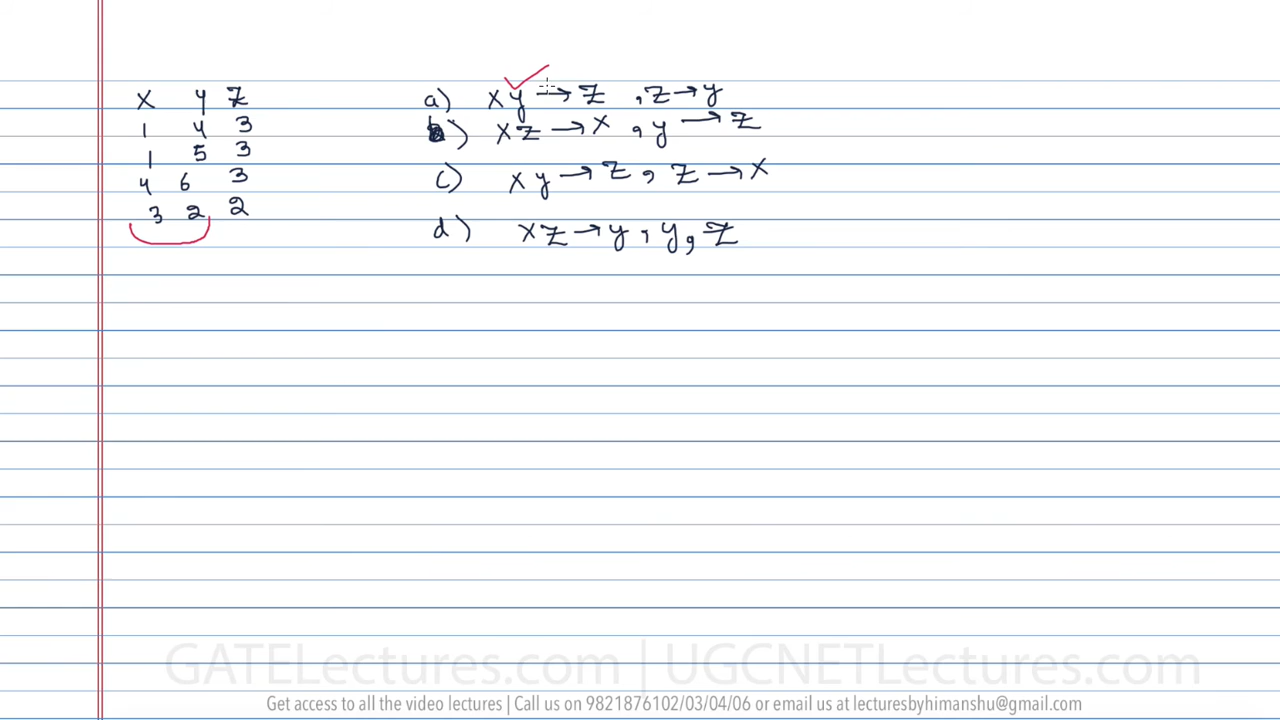 X y Z a) Xy → Z , Z → y
1 4 3 b) XZ → X , y → Z
1 5 3
4 6 3 c) Xy → Z , Z → X
3 2 2 d) XZ → y , y , Z
GATELectures.com | UGCNETLectures.com
Get access to all the video lectures | Call us on 9821876102/03/04/06 or email us at lecturesbyhimanshu@gmail.com